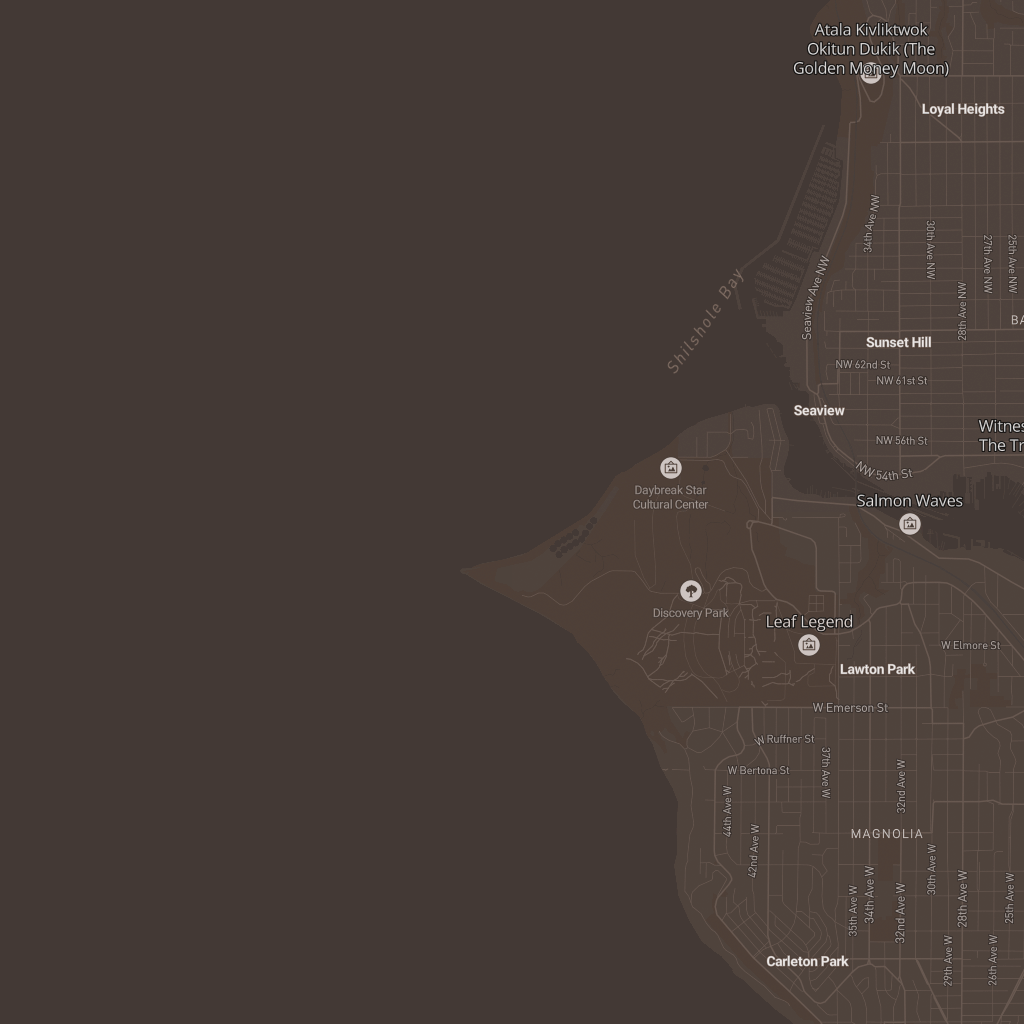 Atala Kivliktwok
Okitun Dukik (The
Golden Money Moon)
Loyal Heights
34th Ave NW
30th Ave NW
27th Ave NW
25th Ave NW
28th Ave NW
Seaview Ave NW
Shilshole Bay
BA
Sunset Hill
NW 62nd St
NW 61st St
Seaview
Witnes
The Tr
NW 56th St
NW 54th St
Daybreak Star
Cultural Center
Salmon Waves
Discovery Park
Leaf Legend
W Elmore St
Lawton Park
W Emerson St
W Ruffner St
W Bertona St
37th Ave W
32nd Ave W
44th Ave W
42nd Ave W
MAGNOLIA
30th Ave W
34th Ave W
35th Ave W
32nd Ave W
28th Ave W
25th Ave W
29th Ave W
26th Ave W
Carleton Park